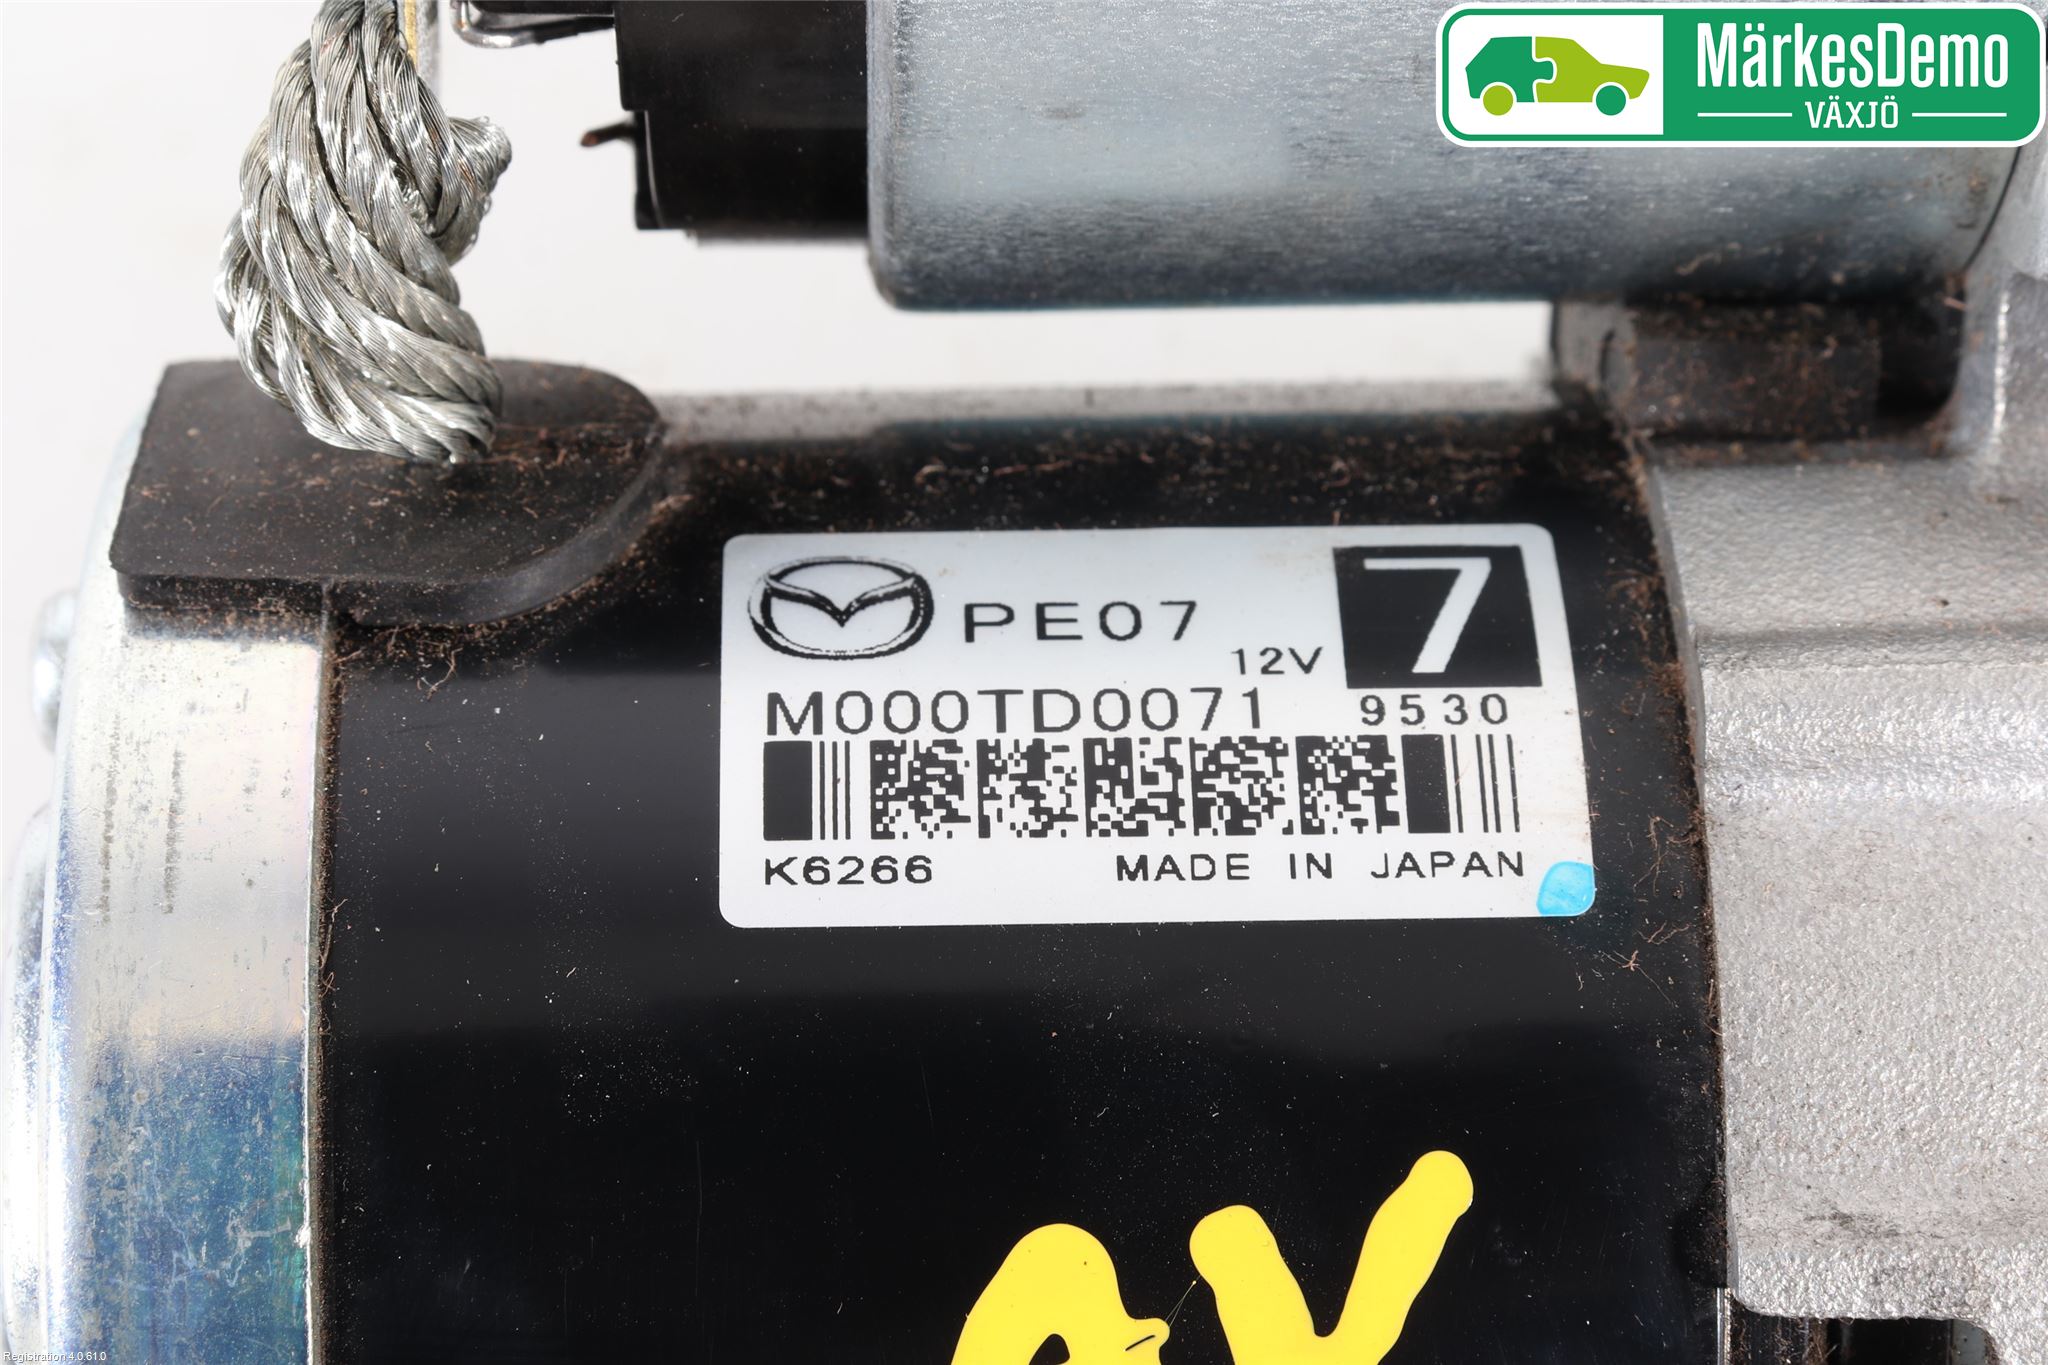 MärkesDemo
VÄXJÖ
PE07
7
12V
M000TD0071
9530
K6266
MADE IN JAPAN
Registration 4.0.61.0